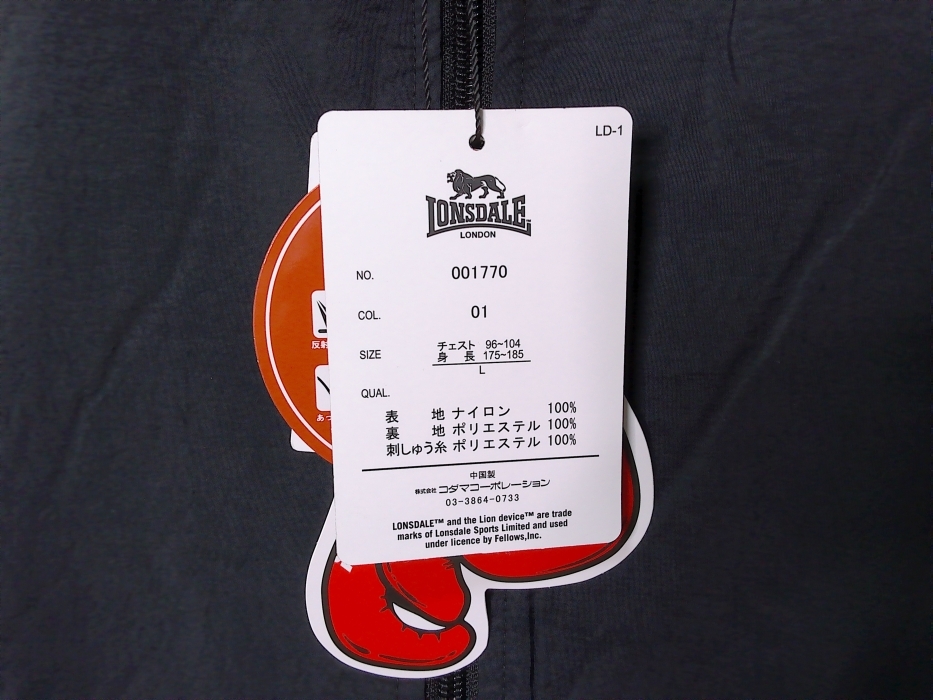 LD-1
LONSDALE
LONDON
NO. 001770
COL. 01
SIZE チェスト 96~104
身 長 175~185
L
QUAL.
表 地 ナイロン 100%
裏 地 ポリエステル 100%
刺しゅう糸 ポリエステル 100%
中国製
株式会社 コダマコーポレーション
03-3864-0733
LONSDALE™ and the Lion device™ are trade
marks of Lonsdale Sports Limited and used
under licence by Fellows,Inc.
反射
あっ